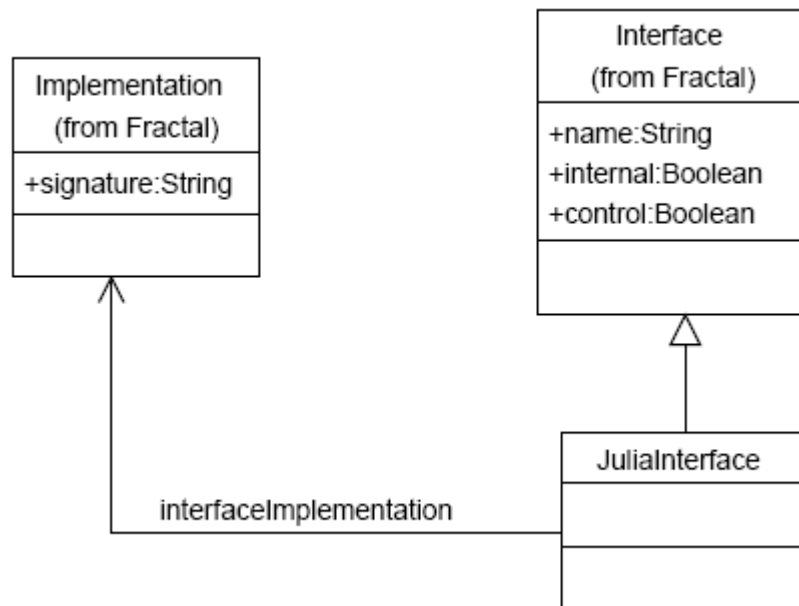 Implementation
(from Fractal)
+signature:String
Interface
(from Fractal)
+name:String
+internal:Boolean
+control:Boolean
JuliaInterface
interfaceImplementation